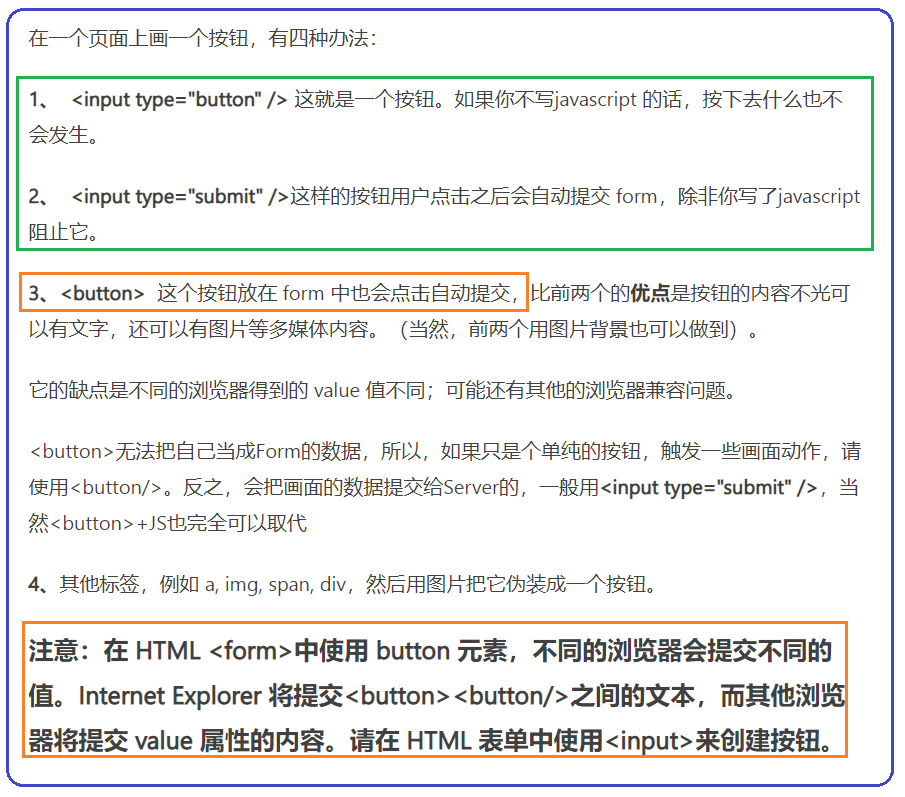 在一个页面上画一个按钮，有四种办法：
1、 <input type="button" /> 这就是一个按钮。如果你不写javascript 的话，按下去什么也不
会发生。
2、 <input type="submit" />这样的按钮用户点击之后会自动提交 form，除非你写了javascript
阻止它。
3、<button> 这个按钮放在 form 中也会点击自动提交，比前两个的优点是按钮的内容不光可
以有文字，还可以有图片等多媒体内容。（当然，前两个用图片背景也可以做到）。
它的缺点是不同的浏览器得到的 value 值不同；可能还有其他的浏览器兼容问题。
<button>无法把自己当成Form的数据，所以，如果只是个单纯的按钮，触发一些画面动作，请
使用<button/>。反之，会把画面的数据提交给Server的，一般用<input type="submit" />，当
然<button>+JS也完全可以取代
4、其他标签，例如 a, img, span, div，然后用图片把它伪装成一个按钮。
注意：在 HTML <form>中使用 button 元素，不同的浏览器会提交不同的
值。Internet Explorer 将提交<button><button/>之间的文本，而其他浏览
器将提交 value 属性的内容。请在 HTML 表单中使用<input>来创建按钮。